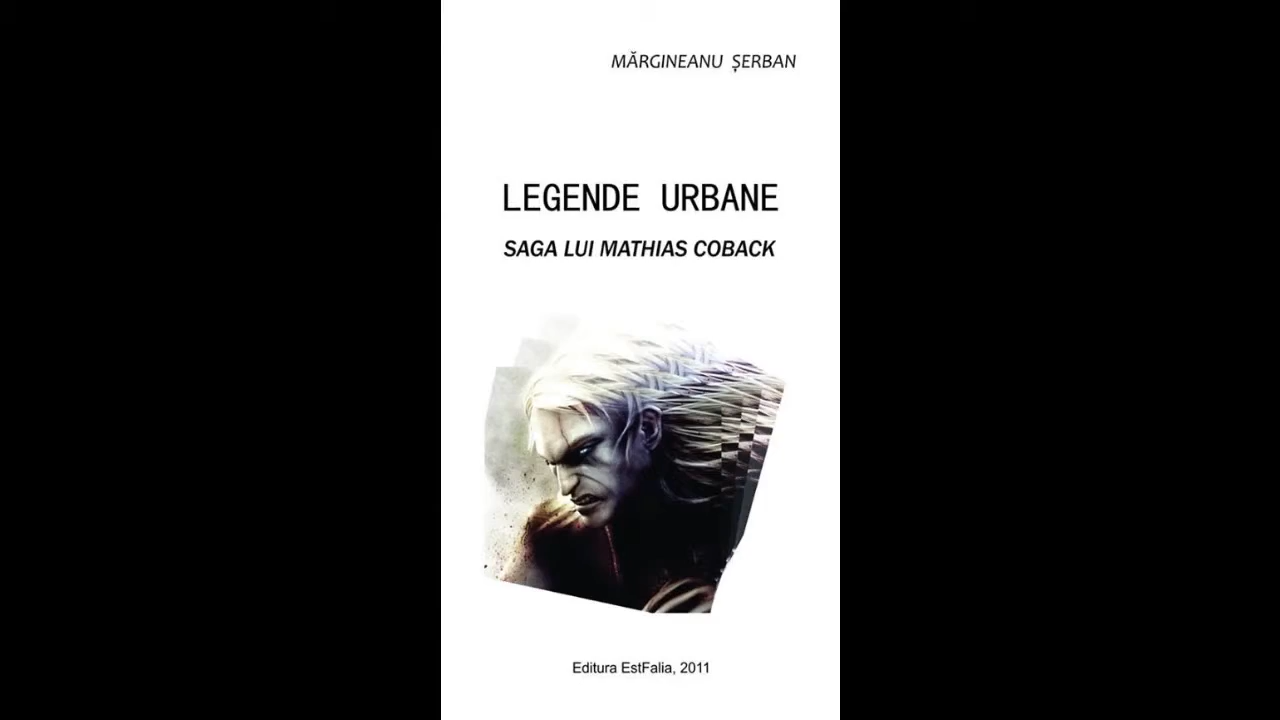 MĂRGINEANU ȘERBAN
LEGENDE URBANE
SAGA LUI MATHIAS COBACK
Editura EstFalia, 2011